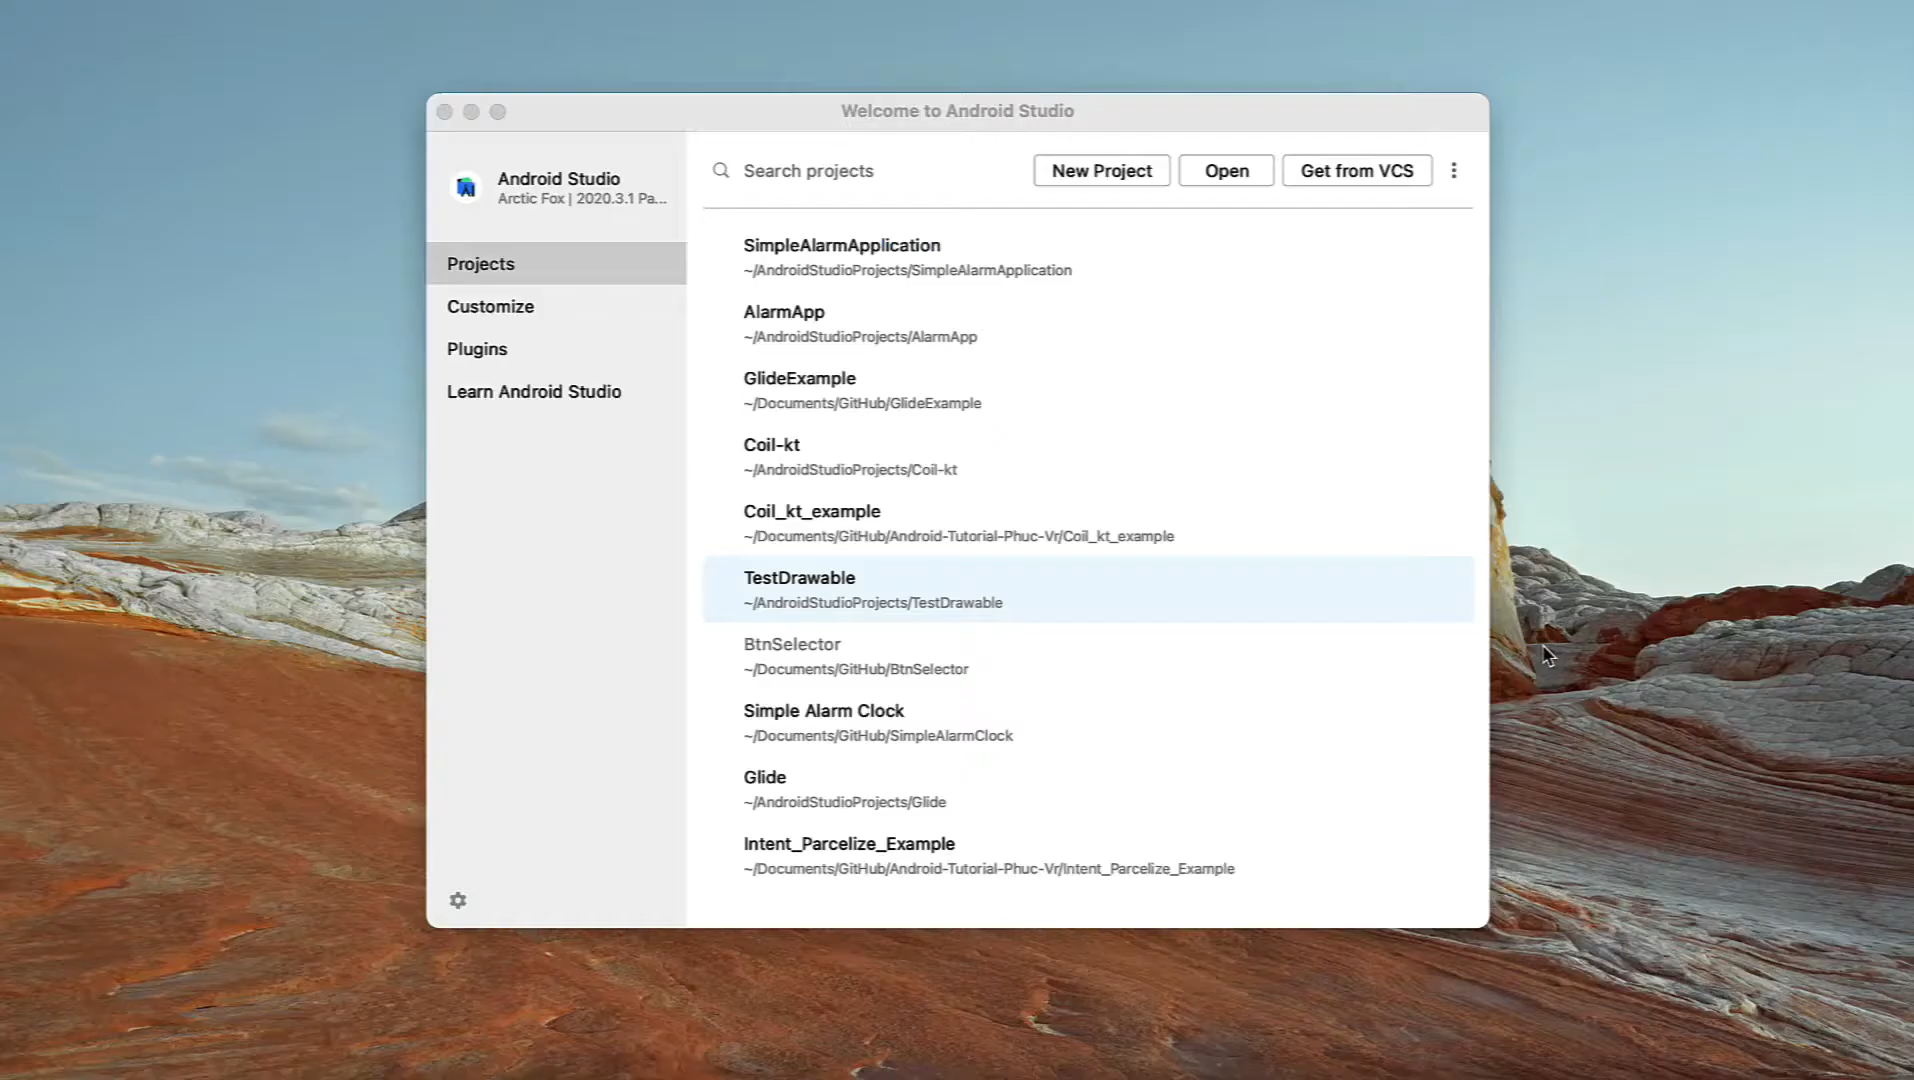 Welcome to Android Studio
Android Studio
Arctic Fox | 2020.3.1 Pa...
Projects
Customize
Plugins
Learn Android Studio
Search projects
New Project
Open
Get from VCS
SimpleAlarmApplication
~/AndroidStudioProjects/SimpleAlarmApplication
AlarmApp
~/AndroidStudioProjects/AlarmApp
GlideExample
~/Documents/GitHub/GlideExample
Coil-kt
~/AndroidStudioProjects/Coil-kt
Coil_kt_example
~/Documents/GitHub/Android-Tutorial-Phuc-Vr/Coil_kt_example
TestDrawable
~/AndroidStudioProjects/TestDrawable
BtnSelector
~/Documents/GitHub/BtnSelector
Simple Alarm Clock
~/Documents/GitHub/SimpleAlarmClock
Glide
~/AndroidStudioProjects/Glide
Intent_Parcelize_Example
~/Documents/GitHub/Android-Tutorial-Phuc-Vr/Intent_Parcelize_Example